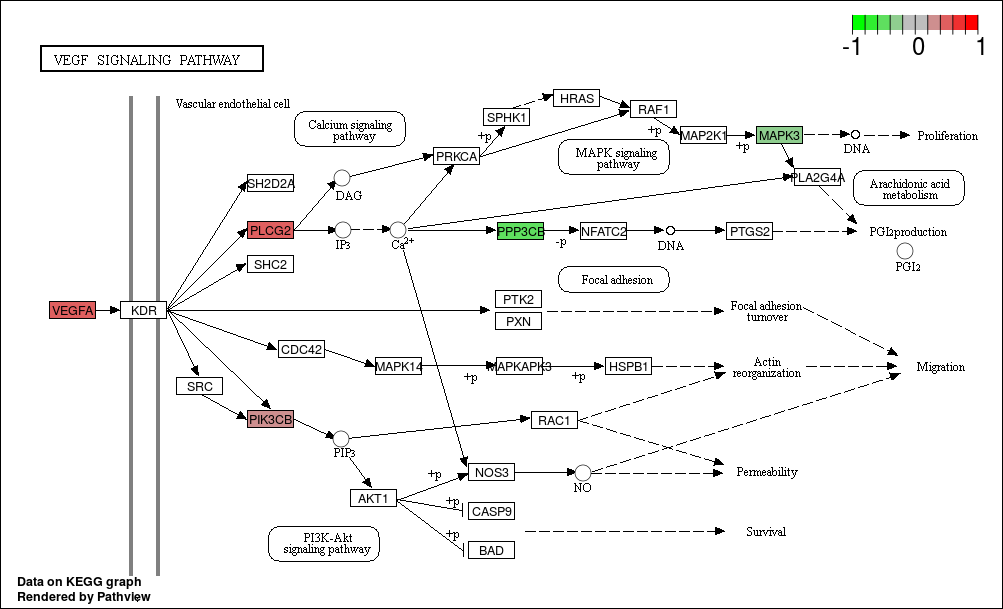 -1 0 1
VEGF SIGNALING PATHWAY
Vascular endothelial cell
Calcium signaling
pathway
SPHK1
HRAS
RAF1
+p
+p
MAP2K1
+p
MAPK3
DNA
Proliferation
PRKCA
MAPK signaling
pathway
PLA2G4A
Arachidonic acid
metabolism
SH2D2A
DAG
PLCG2
IP3
Ca2+
PPP3CB
-p
NFATC2
DNA
PTGS2
PGI2production
PGI2
SHC2
Focal adhesion
VEGFA
KDR
PTK2
PXN
Focal adhesion
turnover
CDC42
MAPK14
+p
MAPKAPK3
+p
HSPB1
Actin
reorganization
Migration
SRC
PIK3CB
PIP3
RAC1
AKT1
+p
NOS3
NO
Permeability
+p
CASP9
+p
BAD
Survival
PI3K-Akt
signaling pathway
Data on KEGG graph
Rendered by Pathview